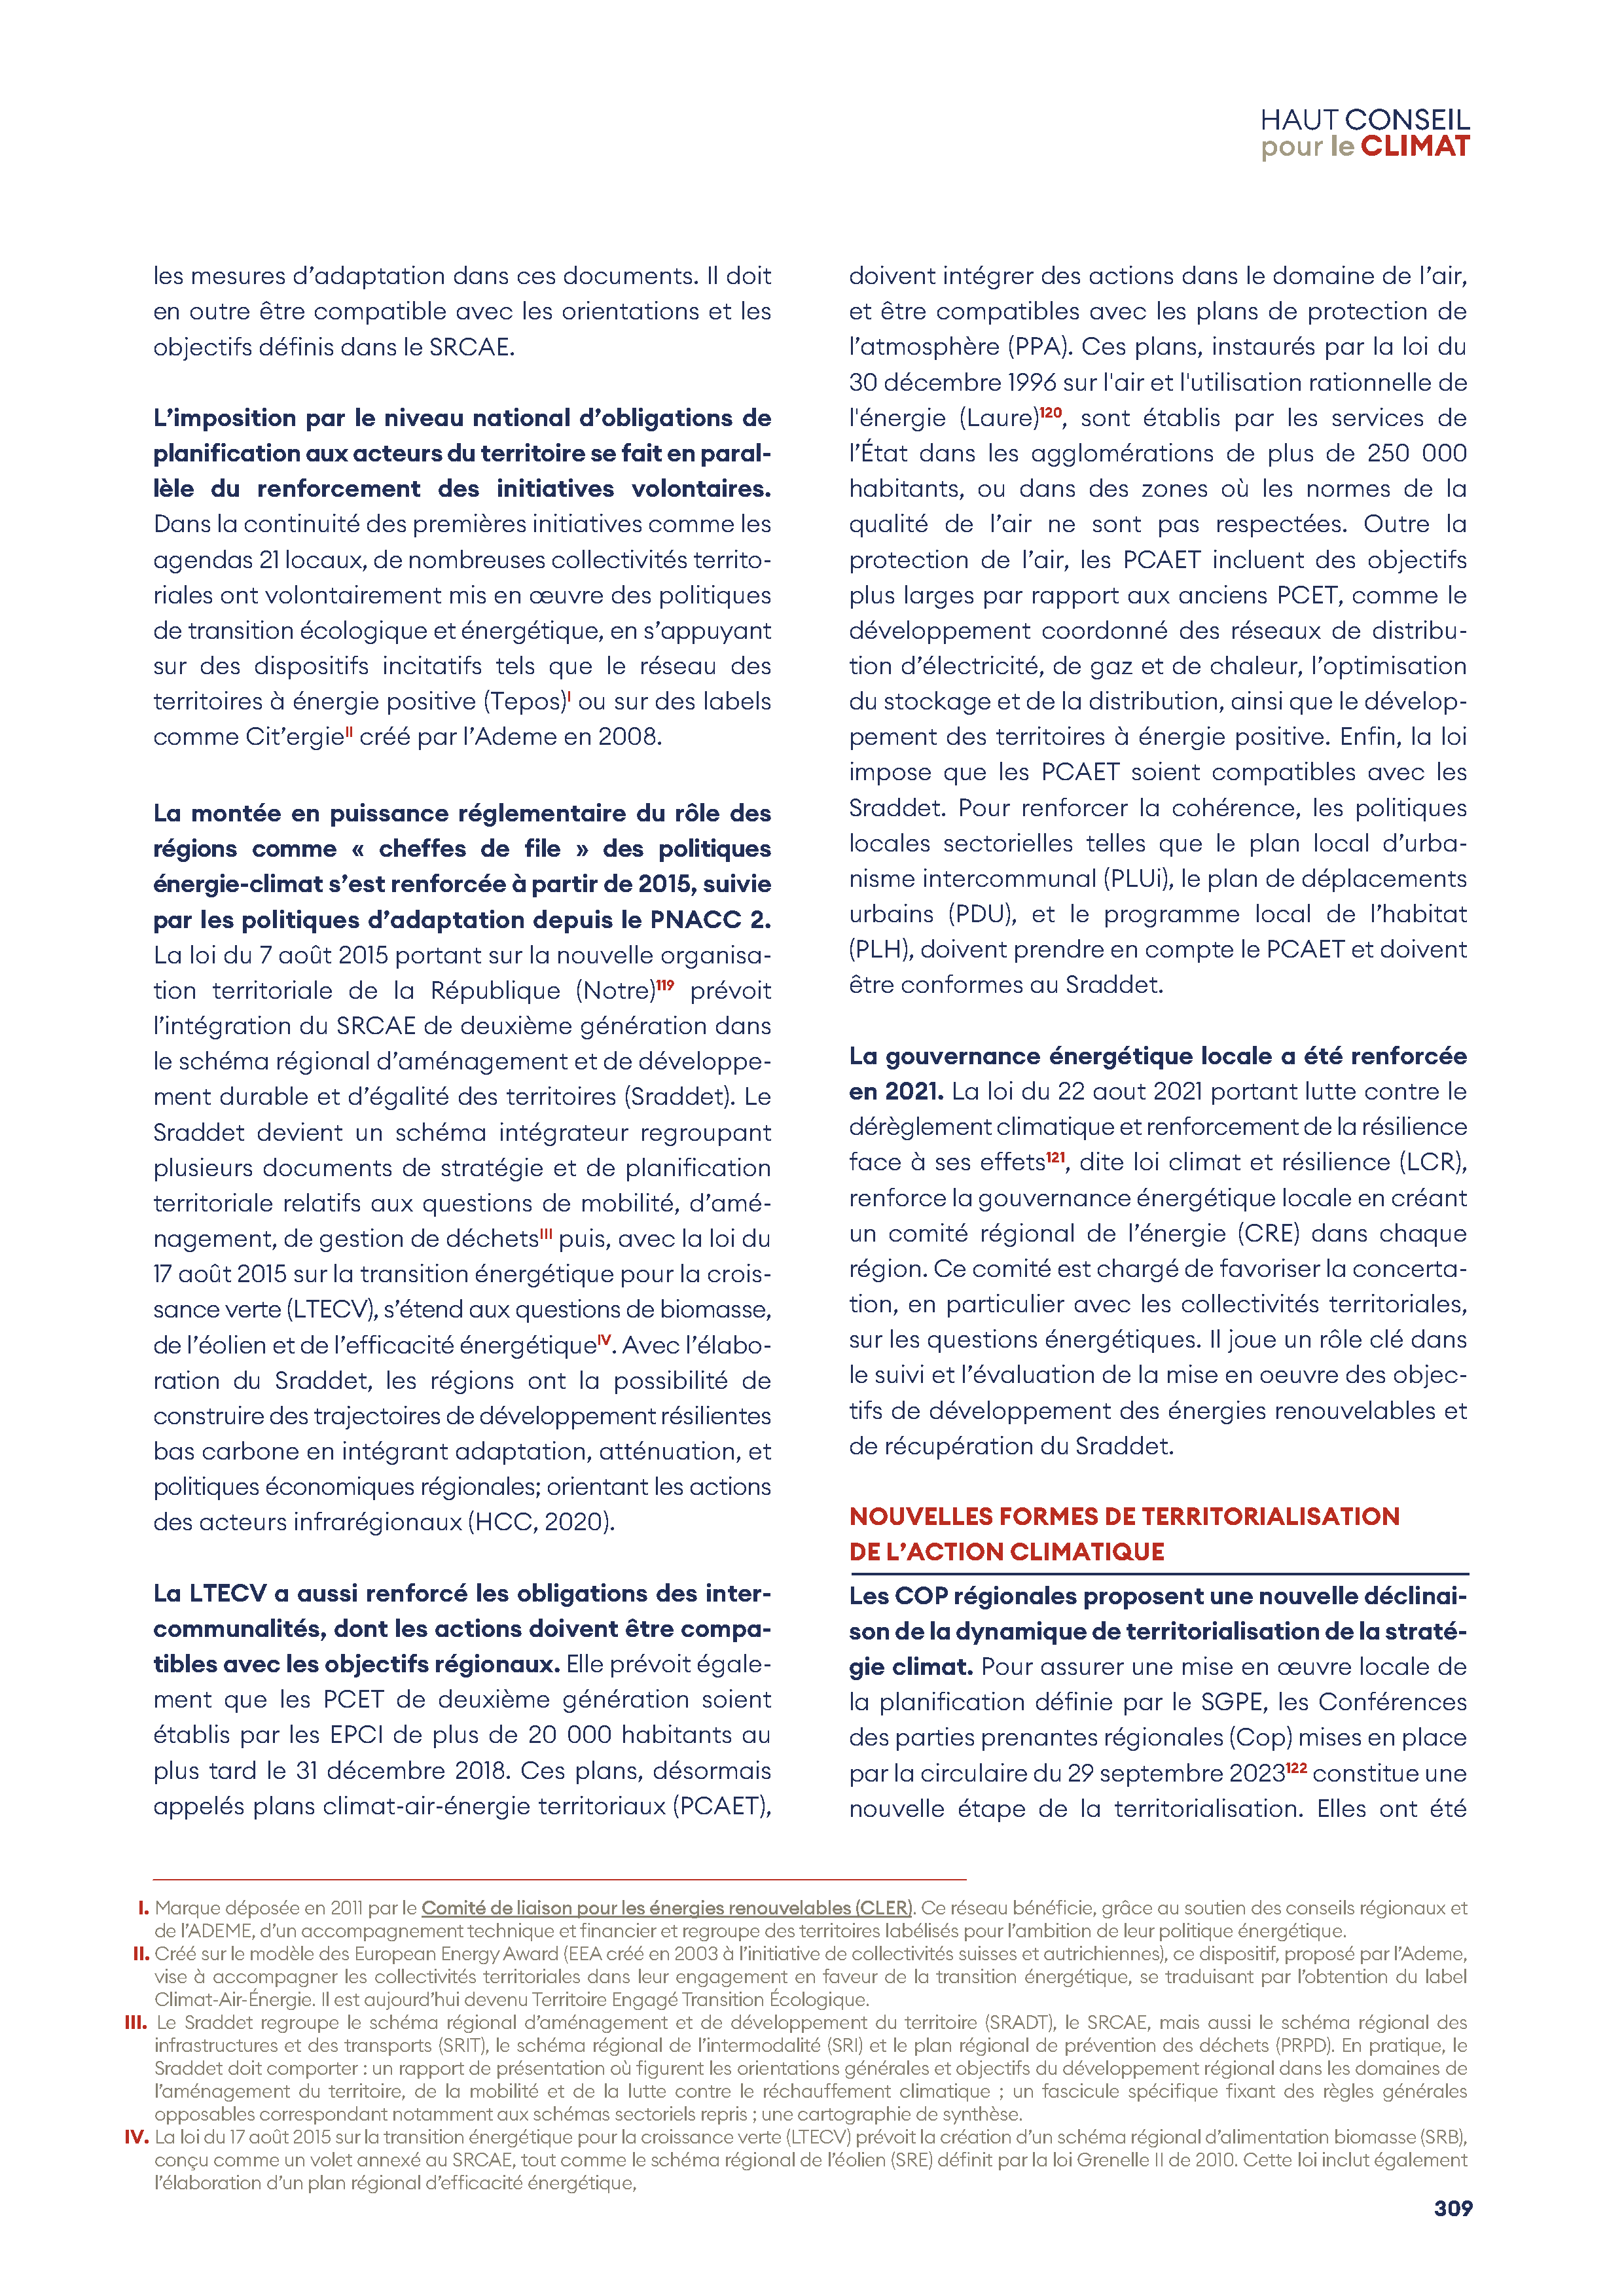 HAUT CONSEIL
pour le CLIMAT
les mesures d’adaptation dans ces documents. Il doit
en outre être compatible avec les orientations et les
objectifs définis dans le SRCAE.
L’imposition par le niveau national d’obligations de
planification aux acteurs du territoire se fait en paral-
lèle du renforcement des initiatives volontaires.
Dans la continuité des premières initiatives comme les
agendas 21 locaux, de nombreuses collectivités territo-
riales ont volontairement mis en œuvre des politiques
de transition écologique et énergétique, en s’appuyant
sur des dispositifs incitatifs tels que le réseau des
territoires à énergie positive (Tepos)I ou sur des labels
comme Cit’ergieII créé par l’Ademe en 2008.
La montée en puissance réglementaire du rôle des
régions comme « cheffes de file » des politiques
énergie-climat s’est renforcée à partir de 2015, suivie
par les politiques d’adaptation depuis le PNACC 2.
La loi du 7 août 2015 portant sur la nouvelle organisa-
tion territoriale de la République (Notre)119 prévoit
l’intégration du SRCAE de deuxième génération dans
le schéma régional d’aménagement et de développe-
ment durable et d’égalité des territoires (Sraddet). Le
Sraddet devient un schéma intégrateur regroupant
plusieurs documents de stratégie et de planification
territoriale relatifs aux questions de mobilité, d’amé-
nagement, de gestion de déchetsIII puis, avec la loi du
17 août 2015 sur la transition énergétique pour la crois-
sance verte (LTECV), s’étend aux questions de biomasse,
de l’éolien et de l’efficacité énergétiqueIV. Avec l’élabo-
ration du Sraddet, les régions ont la possibilité de
construire des trajectoires de développement résilientes
bas carbone en intégrant adaptation, atténuation, et
politiques économiques régionales; orientant les actions
des acteurs infrarégionaux (HCC, 2020).
La LTECV a aussi renforcé les obligations des inter-
communalités, dont les actions doivent être compa-
tibles avec les objectifs régionaux. Elle prévoit égale-
ment que les PCET de deuxième génération soient
établis par les EPCI de plus de 20 000 habitants au
plus tard le 31 décembre 2018. Ces plans, désormais
appelés plans climat-air-énergie territoriaux (PCAET),
doivent intégrer des actions dans le domaine de l’air,
et être compatibles avec les plans de protection de
l’atmosphère (PPA). Ces plans, instaurés par la loi du
30 décembre 1996 sur l'air et l'utilisation rationnelle de
l'énergie (Laure)120, sont établis par les services de
l’État dans les agglomérations de plus de 250 000
habitants, ou dans des zones où les normes de la
qualité de l’air ne sont pas respectées. Outre la
protection de l’air, les PCAET incluent des objectifs
plus larges par rapport aux anciens PCET, comme le
développement coordonné des réseaux de distribu-
tion d’électricité, de gaz et de chaleur, l’optimisation
du stockage et de la distribution, ainsi que le dévelop-
pement des territoires à énergie positive. Enfin, la loi
impose que les PCAET soient compatibles avec les
Sraddet. Pour renforcer la cohérence, les politiques
locales sectorielles telles que le plan local d’urba-
nisme intercommunal (PLUi), le plan de déplacements
urbains (PDU), et le programme local de l’habitat
(PLH), doivent prendre en compte le PCAET et doivent
être conformes au Sraddet.
La gouvernance énergétique locale a été renforcée
en 2021. La loi du 22 aout 2021 portant lutte contre le
dérèglement climatique et renforcement de la résilience
face à ses effets121, dite loi climat et résilience (LCR),
renforce la gouvernance énergétique locale en créant
un comité régional de l’énergie (CRE) dans chaque
région. Ce comité est chargé de favoriser la concerta-
tion, en particulier avec les collectivités territoriales,
sur les questions énergétiques. Il joue un rôle clé dans
le suivi et l’évaluation de la mise en oeuvre des objec-
tifs de développement des énergies renouvelables et
de récupération du Sraddet.
NOUVELLES FORMES DE TERRITORIALISATION
DE L’ACTION CLIMATIQUE
Les COP régionales proposent une nouvelle déclinai-
son de la dynamique de territorialisation de la straté-
gie climat. Pour assurer une mise en œuvre locale de
la planification définie par le SGPE, les Conférences
des parties prenantes régionales (Cop) mises en place
par la circulaire du 29 septembre 2023122 constitue une
nouvelle étape de la territorialisation. Elles ont été
I. Marque déposée en 2011 par le Comité de liaison pour les énergies renouvelables (CLER). Ce réseau bénéficie, grâce au soutien des conseils régionaux et
de l’ADEME, d’un accompagnement technique et financier et regroupe des territoires labélisés pour l’ambition de leur politique énergétique.
II. Créé sur le modèle des European Energy Award (EEA créé en 2003 à l’initiative de collectivités suisses et autrichiennes), ce dispositif, proposé par l’Ademe,
vise à accompagner les collectivités territoriales dans leur engagement en faveur de la transition énergétique, se traduisant par l’obtention du label
Climat-Air-Énergie. Il est aujourd’hui devenu Territoire Engagé Transition Écologique.
III. Le Sraddet regroupe le schéma régional d’aménagement et de développement du territoire (SRADT), le SRCAE, mais aussi le schéma régional des
infrastructures et des transports (SRIT), le schéma régional de l’intermodalité (SRI) et le plan régional de prévention des déchets (PRPD). En pratique, le
Sraddet doit comporter : un rapport de présentation où figurent les orientations générales et objectifs du développement régional dans les domaines de
l’aménagement du territoire, de la mobilité et de la lutte contre le réchauffement climatique ; un fascicule spécifique fixant des règles générales
opposables correspondant notamment aux schémas sectoriels repris ; une cartographie de synthèse.
IV. La loi du 17 août 2015 sur la transition énergétique pour la croissance verte (LTECV) prévoit la création d’un schéma régional d’alimentation biomasse (SRB),
conçu comme un volet annexé au SRCAE, tout comme le schéma régional de l’éolien (SRE) définit par la loi Grenelle II de 2010. Cette loi inclut également
l’élaboration d’un plan régional d’efficacité énergétique,
309